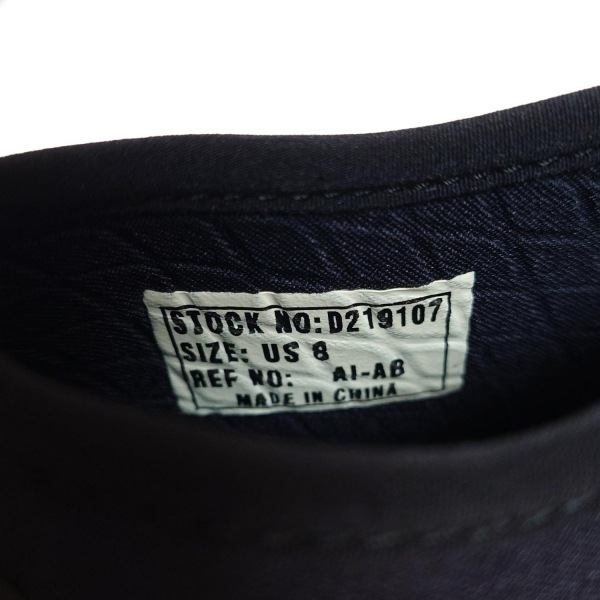 STOCK NO: D219107
SIZE: US 8
REF NO: AI-AB
MADE IN CHINA